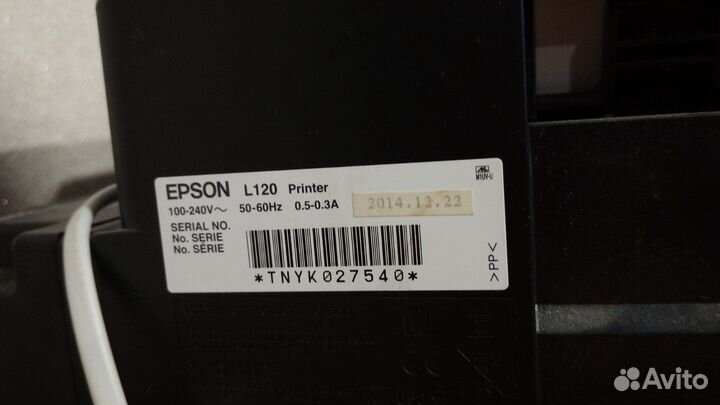 EPSON L120 Printer
100-240V~ 50-60Hz 0.5-0.3A 2014.12.22
SERIAL NO.
No. SERIE
No. SÉRIE
*TNYK027540*
M1UV-U
>PP<
Avito